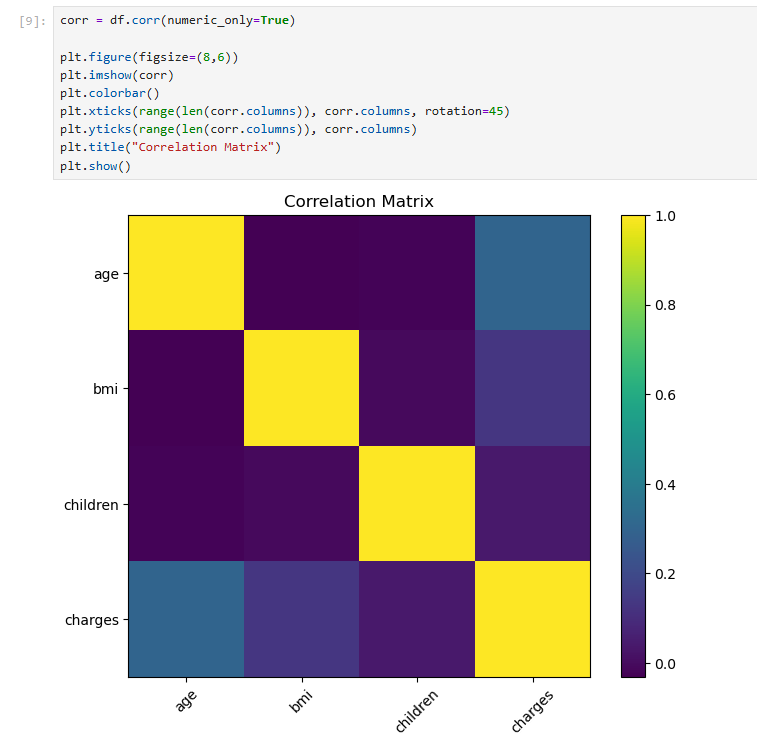 [9]: corr = df.corr(numeric_only=True)
plt.figure(figsize=(8,6))
plt.imshow(corr)
plt.colorbar()
plt.xticks(range(len(corr.columns)), corr.columns, rotation=45)
plt.yticks(range(len(corr.columns)), corr.columns)
plt.title("Correlation Matrix")
plt.show()
Correlation Matrix
age
bmi
children
charges
age
bmi
children
charges
1.0
0.8
0.6
0.4
0.2
0.0